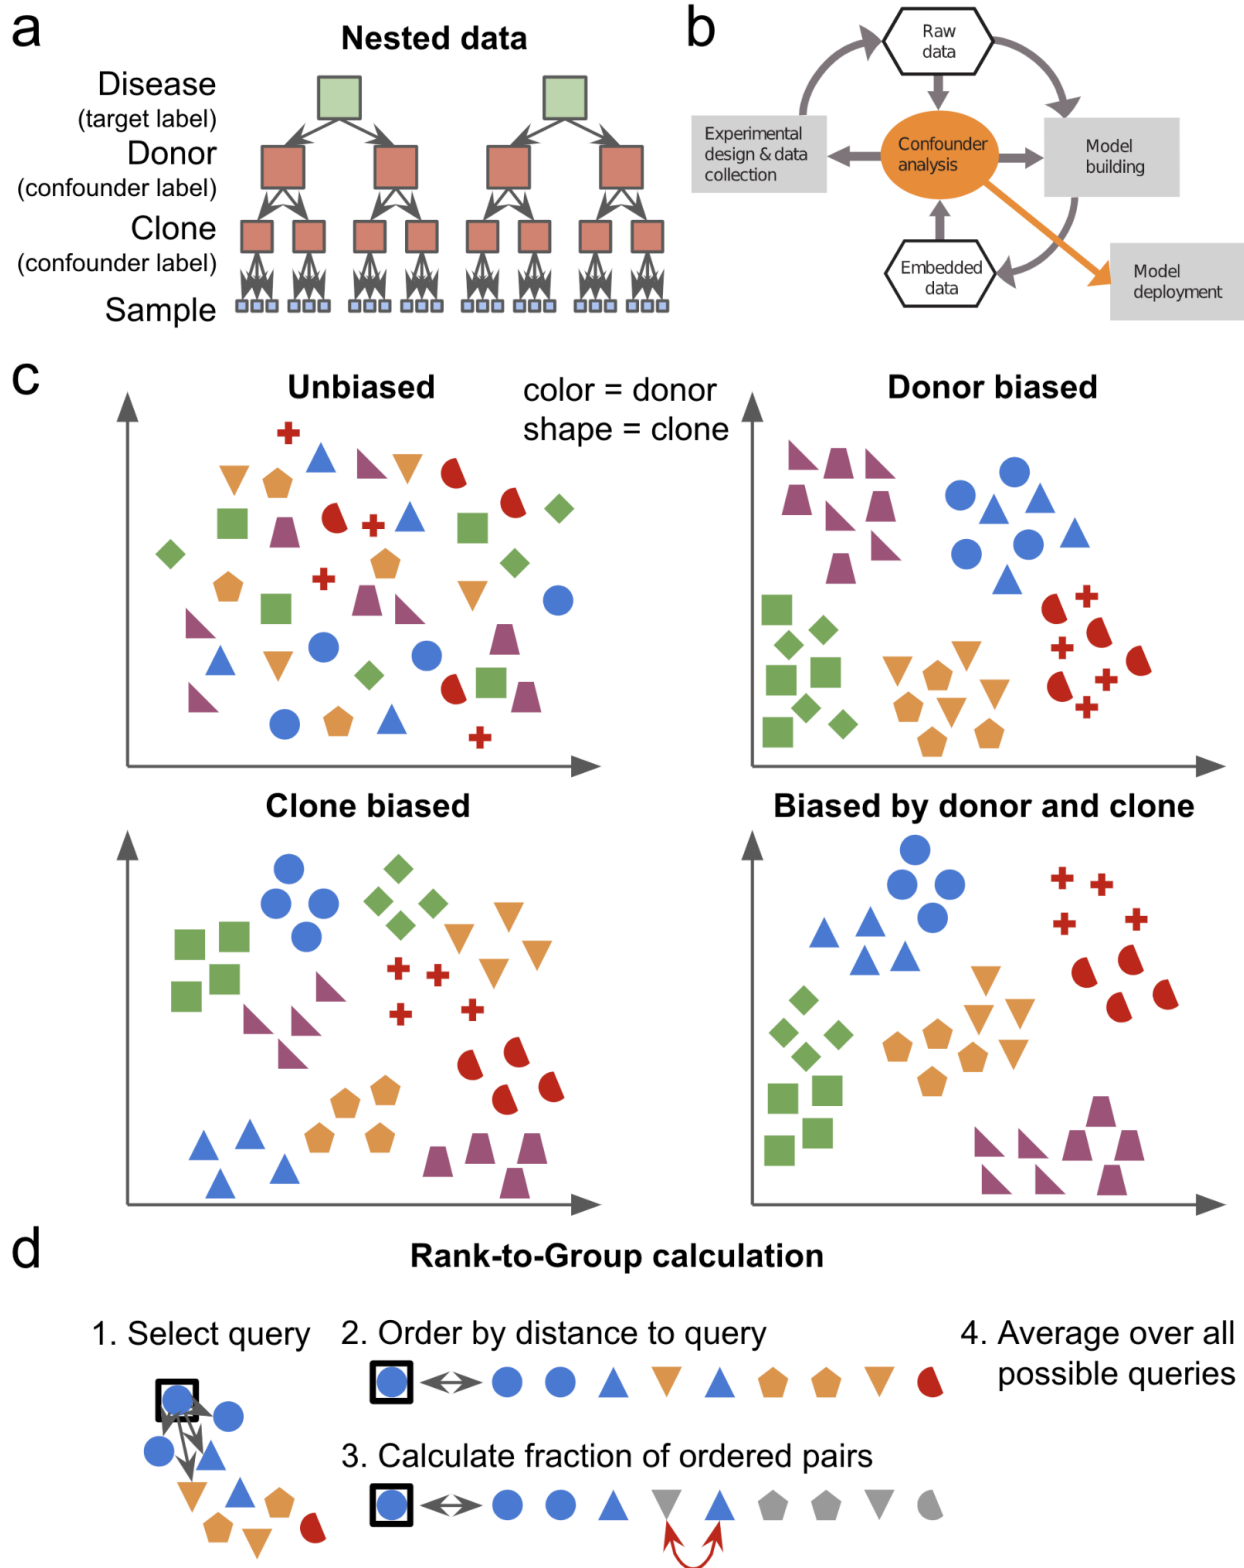 a
Nested data
Disease
(target label)
Donor
(confounder label)
Clone
(confounder label)
Sample
b
Raw
data
Experimental
design & data
collection
Confounder
analysis
Model
building
Embedded
data
Model
deployment
c
Unbiased
color = donor
shape = clone
Donor biased
Clone biased
Biased by donor and clone
d
Rank-to-Group calculation
1. Select query
2. Order by distance to query
3. Calculate fraction of ordered pairs
4. Average over all
possible queries